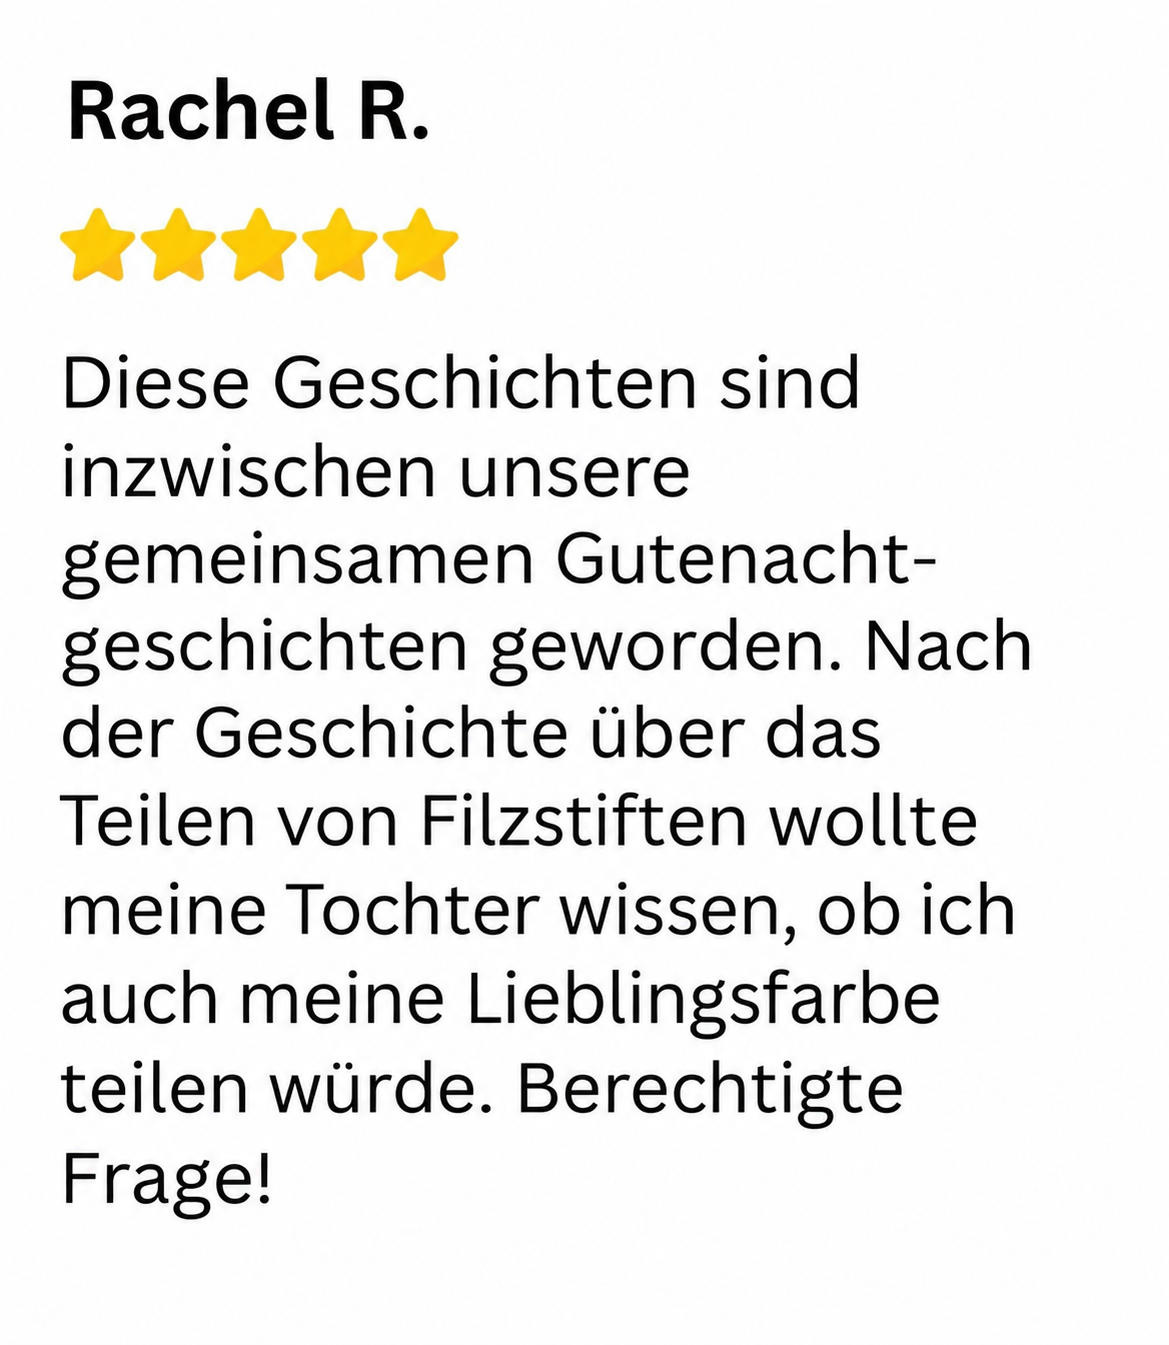 Rachel R.
Diese Geschichten sind
inzwischen unsere
gemeinsamen Gutenacht-
geschichten geworden. Nach
der Geschichte über das
Teilen von Filzstiften wollte
meine Tochter wissen, ob ich
auch meine Lieblingsfarbe
teilen würde. Berechtigte
Frage!